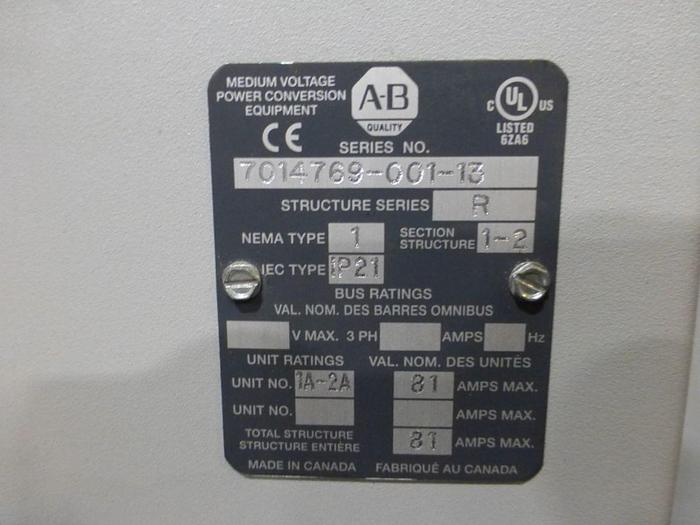 MEDIUM VOLTAGE
POWER CONVERSION
EQUIPMENT
CE
A-B
QUALITY
C UL US
LISTED
6ZA6
SERIES NO.
7014769-001-13
STRUCTURE SERIES R
NEMA TYPE 1 SECTION STRUCTURE 1-2
IEC TYPE IP21
BUS RATINGS
VAL. NOM. DES BARRES OMNIBUS
V MAX. 3 PH AMPS Hz
UNIT RATINGS VAL. NOM. DES UNITÉS
UNIT NO. 1A-2A 81 AMPS MAX.
UNIT NO. AMPS MAX.
TOTAL STRUCTURE
STRUCTURE ENTIÈRE 81 AMPS MAX.
MADE IN CANADA FABRIQUÉ AU CANADA